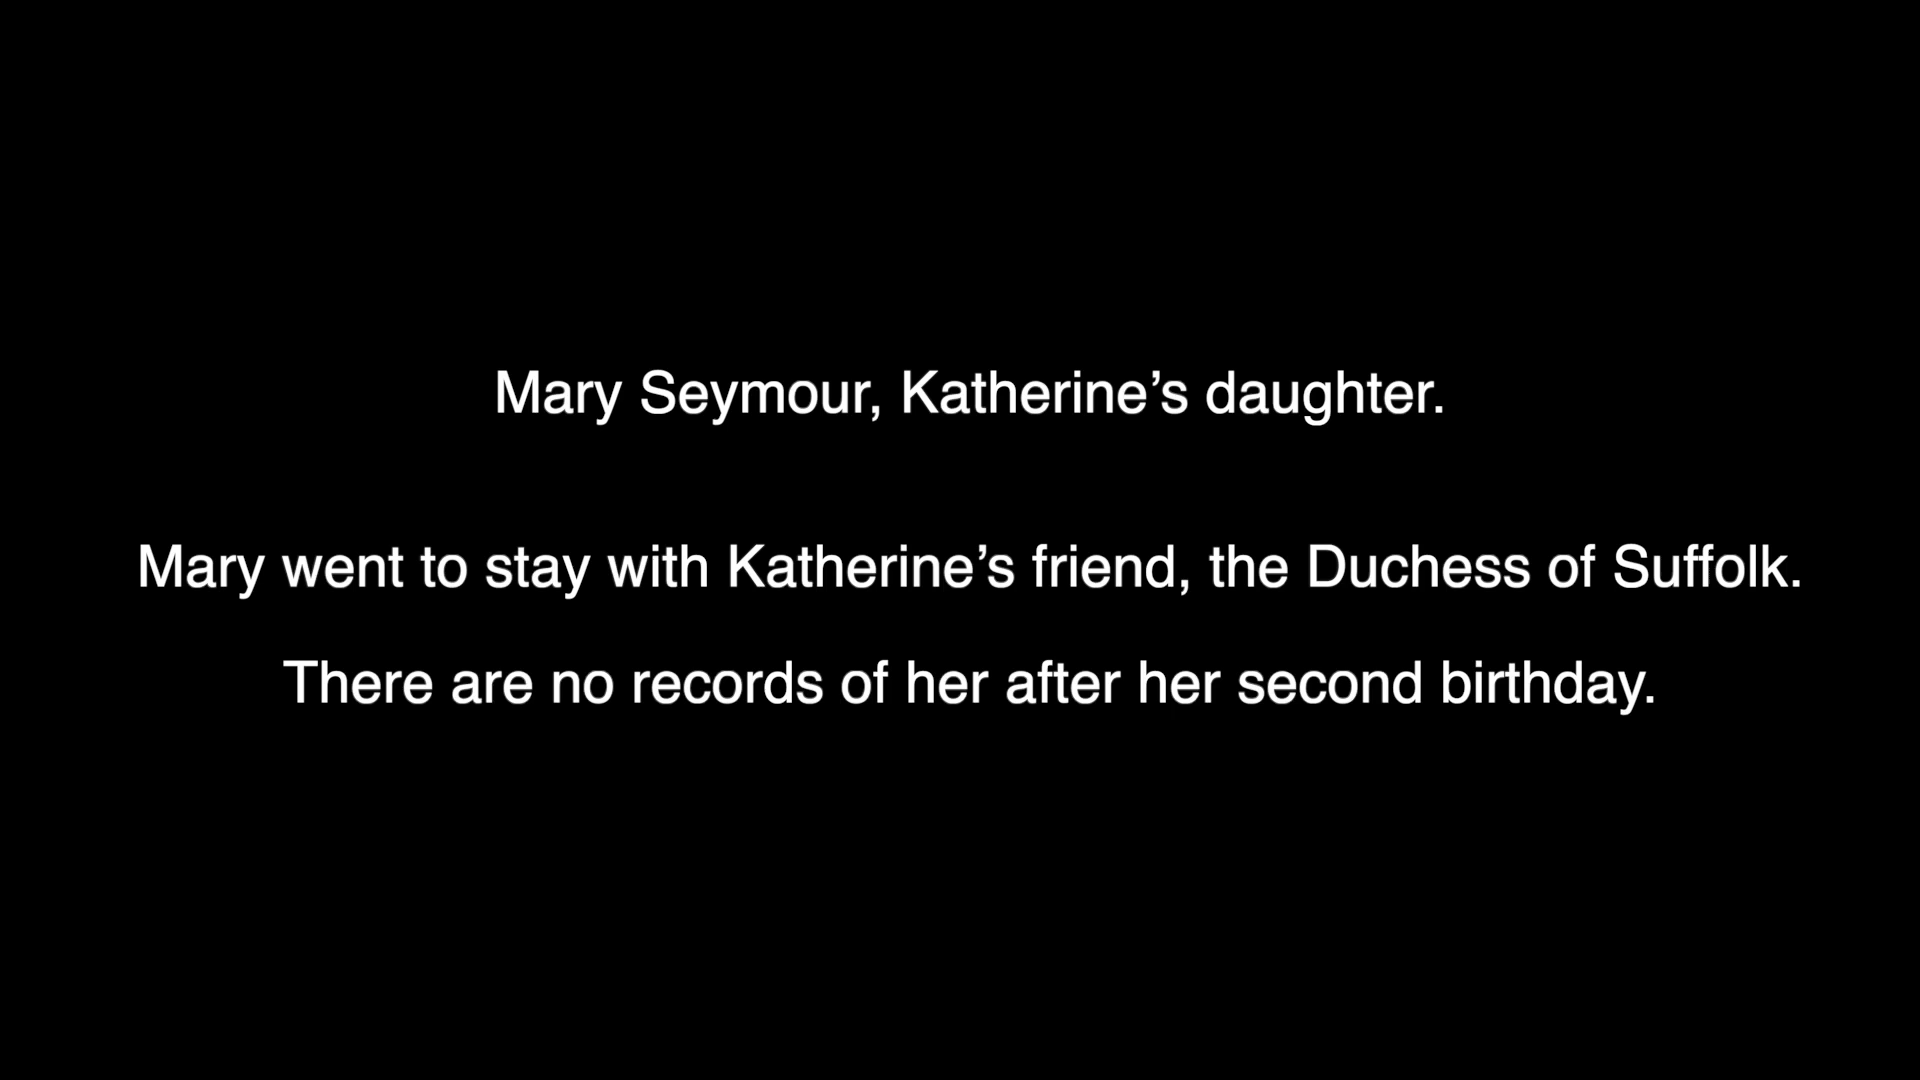 Mary Seymour, Katherine’s daughter.
Mary went to stay with Katherine’s friend, the Duchess of Suffolk.
There are no records of her after her second birthday.